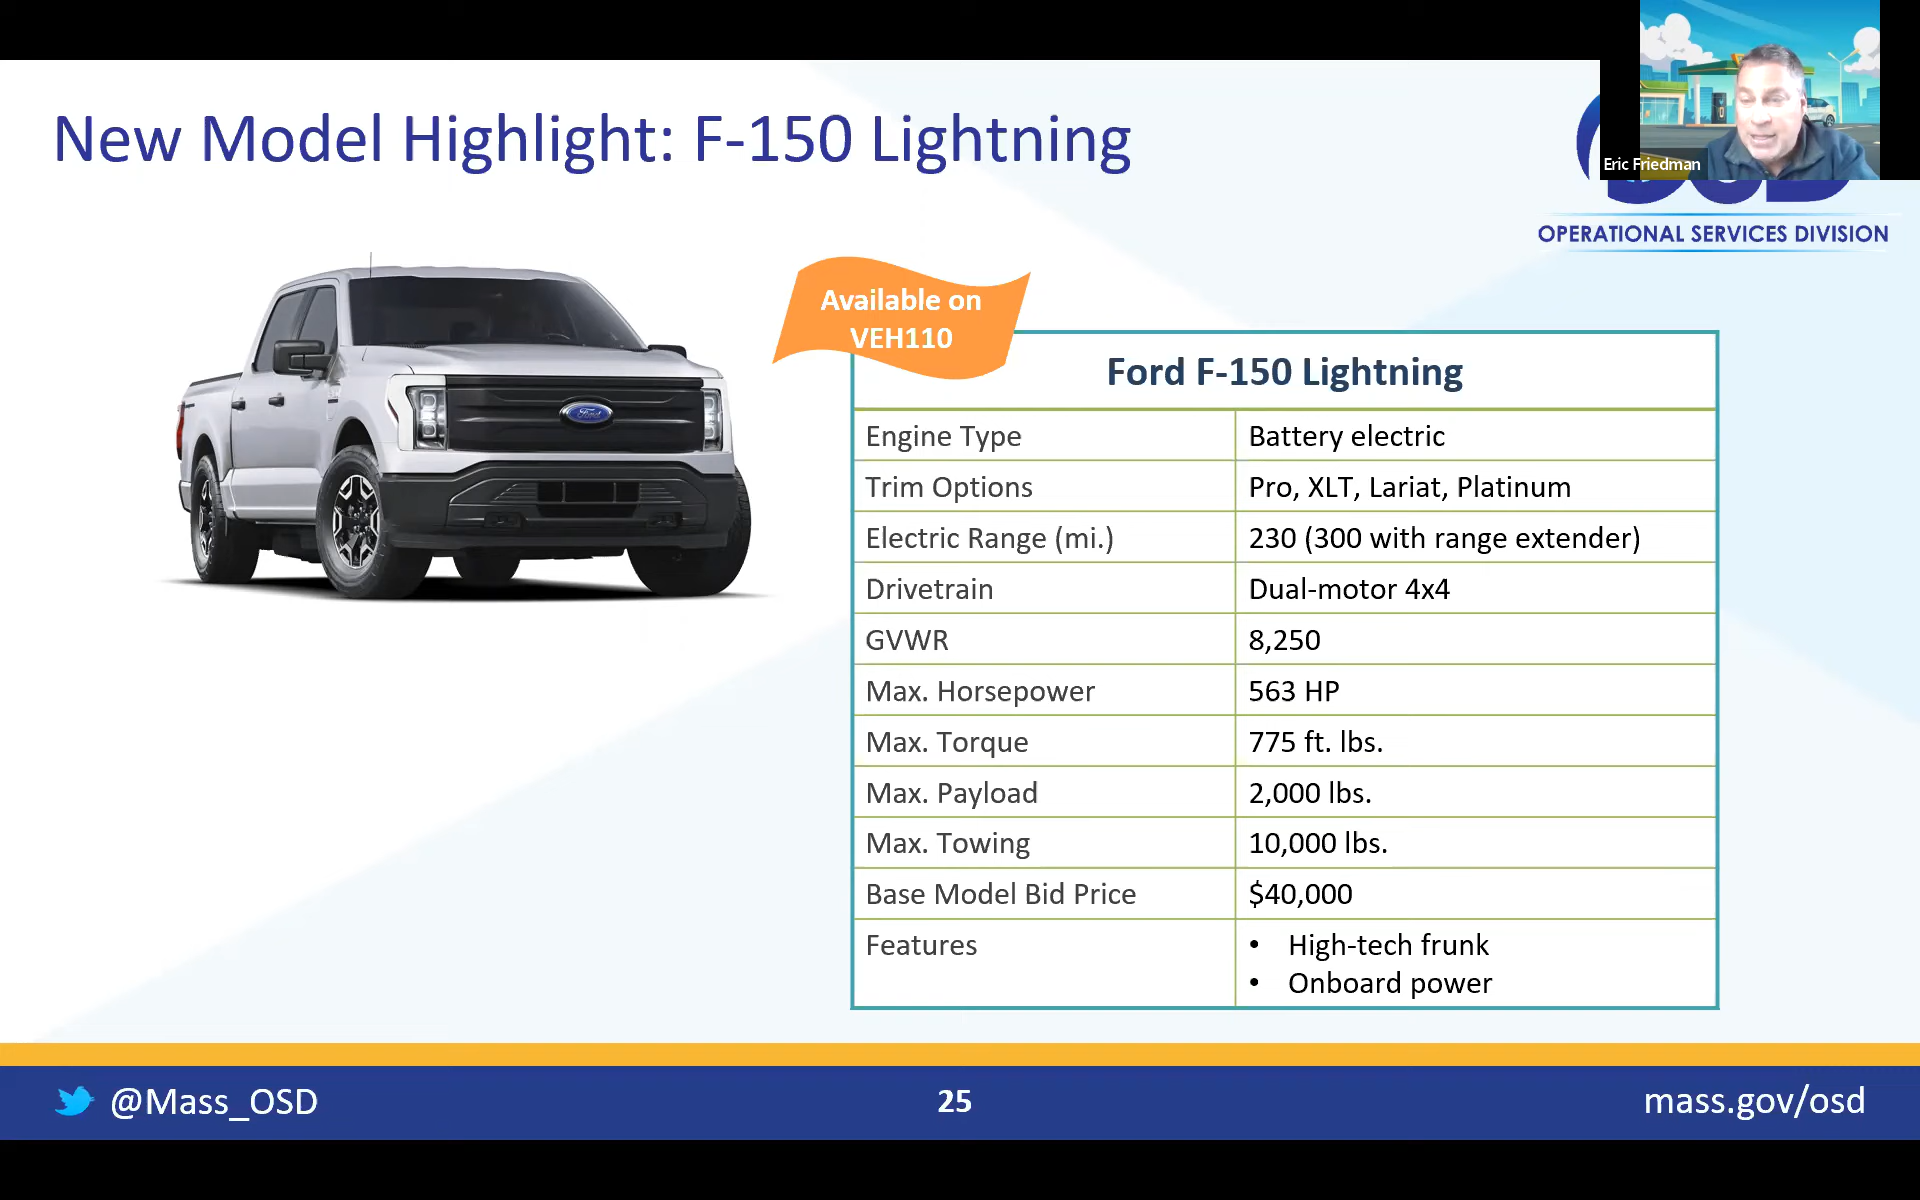 New Model Highlight: F-150 Lightning
Eric Friedman
OPERATIONAL SERVICES DIVISION
Available on
VEH110
Ford
Ford F-150 Lightning
Engine Type Battery electric
Trim Options Pro, XLT, Lariat, Platinum
Electric Range (mi.) 230 (300 with range extender)
Drivetrain Dual-motor 4x4
GVWR 8,250
Max. Horsepower 563 HP
Max. Torque 775 ft. lbs.
Max. Payload 2,000 lbs.
Max. Towing 10,000 lbs.
Base Model Bid Price $40,000
Features • High-tech frunk
• Onboard power
@Mass_OSD 25 mass.gov/osd